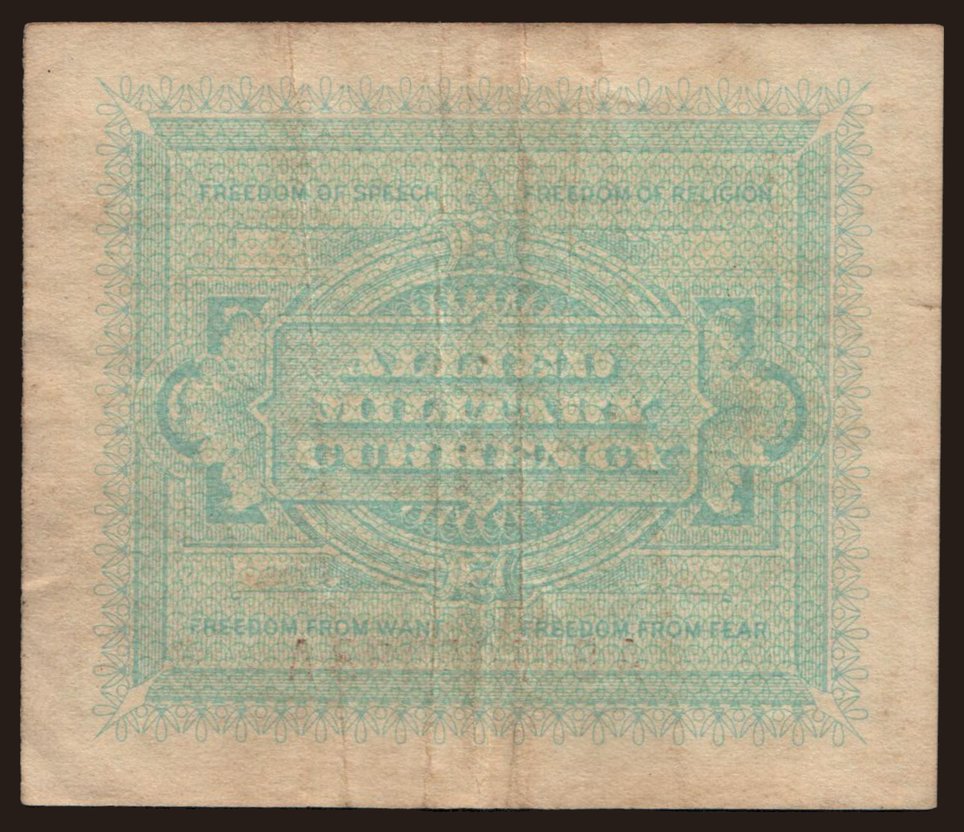 FREEDOM OF SPEECH FREEDOM OF RELIGION
ALLIED
MILITARY
CURRENCY
FREEDOM FROM WANT FREEDOM FROM FEAR